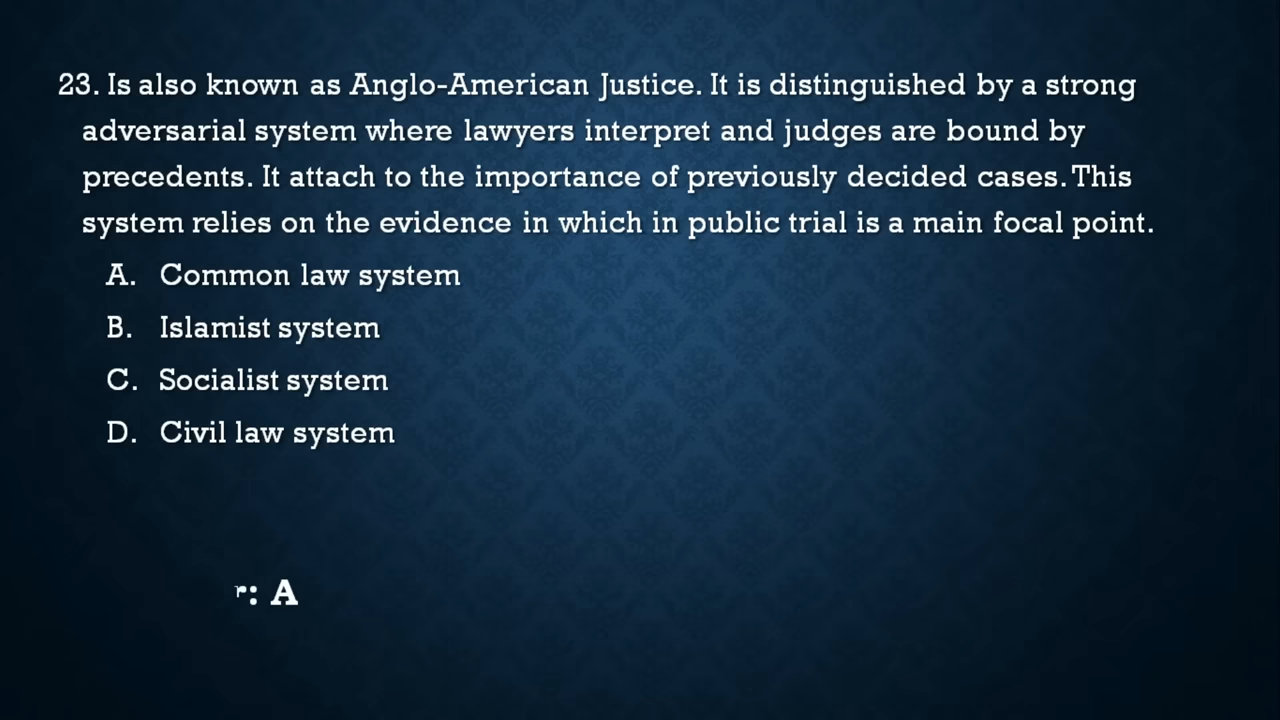 23. Is also known as Anglo-American Justice. It is distinguished by a strong
adversarial system where lawyers interpret and judges are bound by
precedents. It attach to the importance of previously decided cases. This
system relies on the evidence in which in public trial is a main focal point.
A. Common law system
B. Islamist system
C. Socialist system
D. Civil law system
r: A